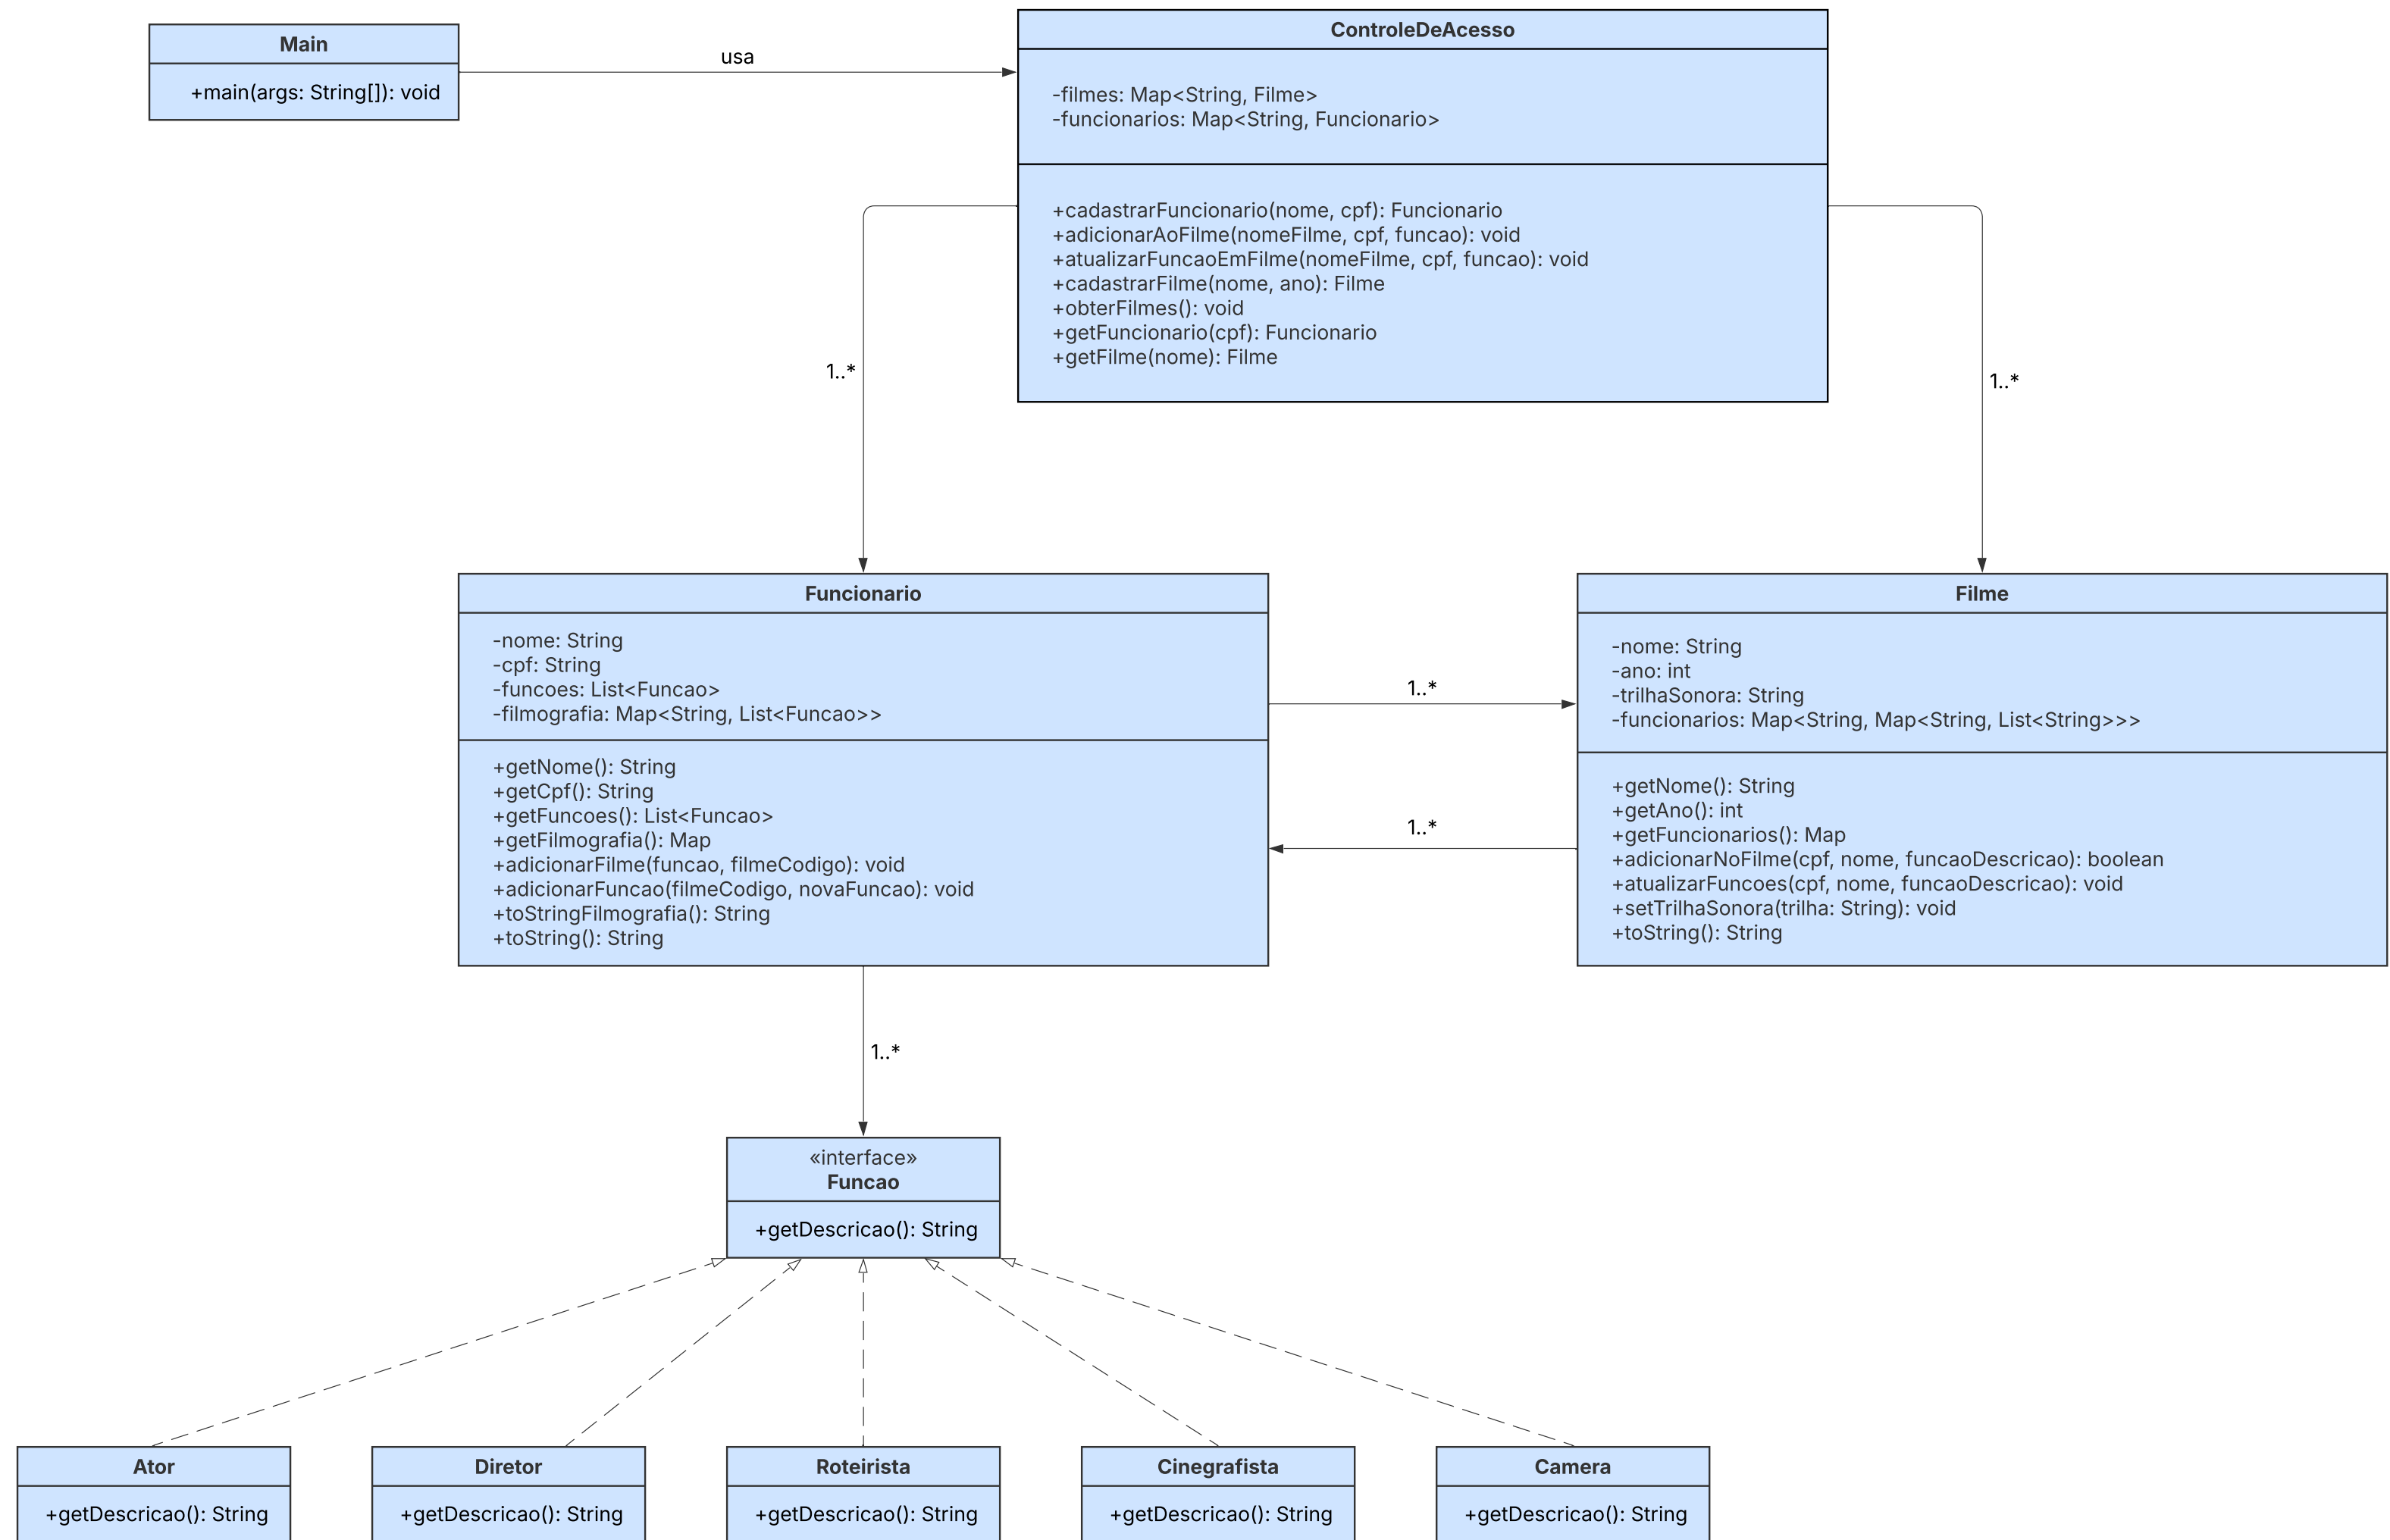 Main
+main(args: String[]): void
usa
ControleDeAcesso
-filmes: Map<String, Filme>
-funcionarios: Map<String, Funcionario>
+cadastrarFuncionario(nome, cpf): Funcionario
+adicionarAoFilme(nomeFilme, cpf, funcao): void
+atualizarFuncaoEmFilme(nomeFilme, cpf, funcao): void
+cadastrarFilme(nome, ano): Filme
+obterFilmes(): void
+getFuncionario(cpf): Funcionario
+getFilme(nome): Filme
1..*
1..*
Funcionario
-nome: String
-cpf: String
-funcoes: List<Funcao>
-filmografia: Map<String, List<Funcao>>
+getNome(): String
+getCpf(): String
+getFuncoes(): List<Funcao>
+getFilmografia(): Map
+adicionarFilme(funcao, filmeCodigo): void
+adicionarFuncao(filmeCodigo, novaFuncao): void
+toStringFilmografia(): String
+toString(): String
1..*
1..*
Filme
-nome: String
-ano: int
-trilhaSonora: String
-funcionarios: Map<String, Map<String, List<String>>>
+getNome(): String
+getAno(): int
+getFuncionarios(): Map
+adicionarNoFilme(cpf, nome, funcaoDescricao): boolean
+atualizarFuncoes(cpf, nome, funcaoDescricao): void
+setTrilhaSonora(trilha: String): void
+toString(): String
1..*
«interface»
Funcao
+getDescricao(): String
Ator
+getDescricao(): String
Diretor
+getDescricao(): String
Roteirista
+getDescricao(): String
Cinegrafista
+getDescricao(): String
Camera
+getDescricao(): String